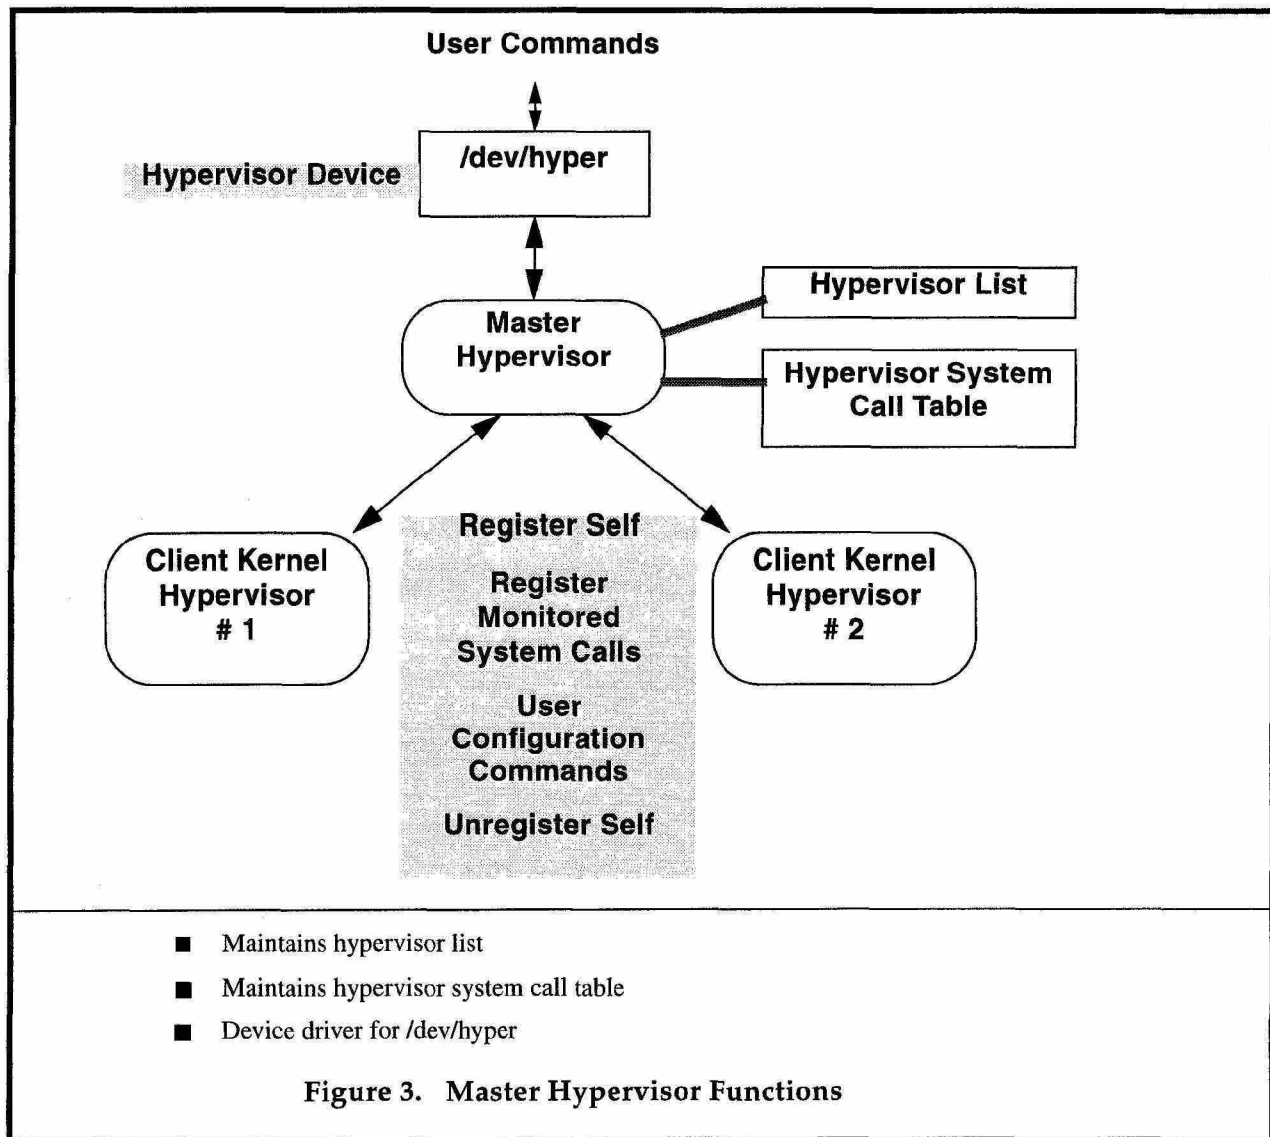 User Commands
/dev/hyper
Hypervisor Device
Hypervisor List
Master
Hypervisor
Hypervisor System
Call Table
Register Self
Client Kernel
Hypervisor
# 1
Register
Monitored
System Calls
Client Kernel
Hypervisor
# 2
User
Configuration
Commands
Unregister Self
■ Maintains hypervisor list
■ Maintains hypervisor system call table
■ Device driver for /dev/hyper
Figure 3. Master Hypervisor Functions